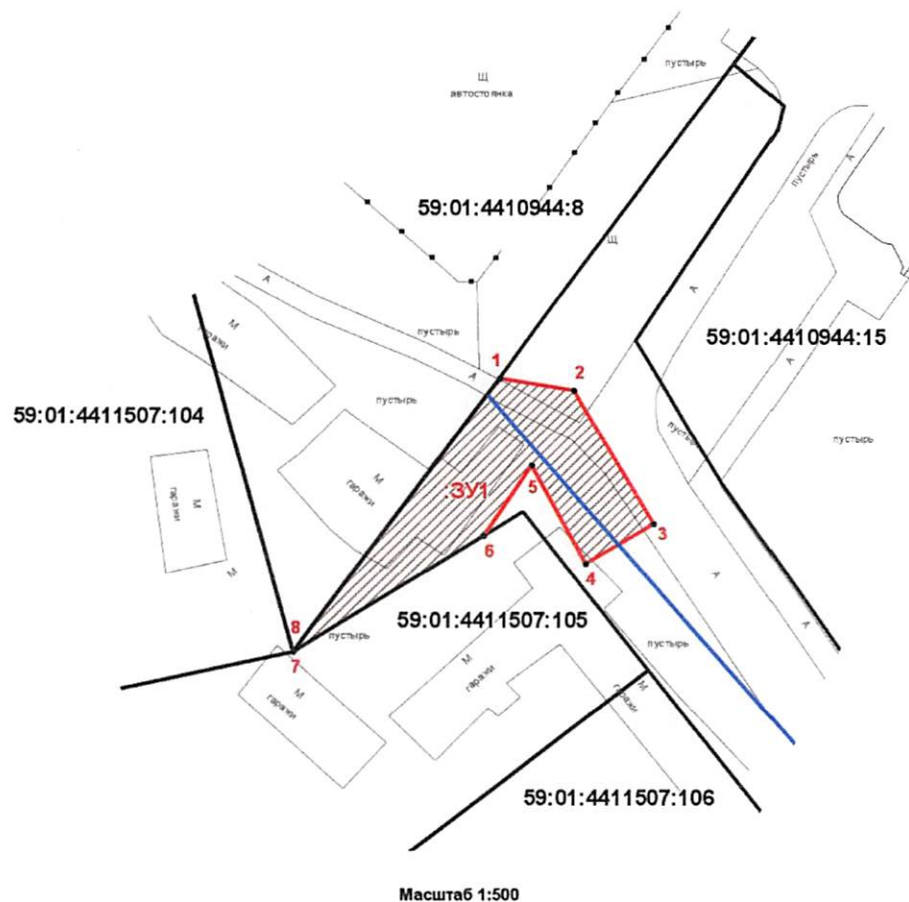 пустырь
Щ
автостоянка
пустырь
А
59:01:4410944:8
Щ
А
А
М
гаражи
пустырь
59:01:4410944:15
А
1
2
А
59:01:4411507:104
пустырь
пустырь
пустырь
М
гаражи
5
:ЗУ1
М
гаражи
3
6
4
М
А
8
пустырь
59:01:4411507:105
пустырь
7
М
гаражи
М
гаражи
М
гаражи
59:01:4411507:106
Масштаб 1:500